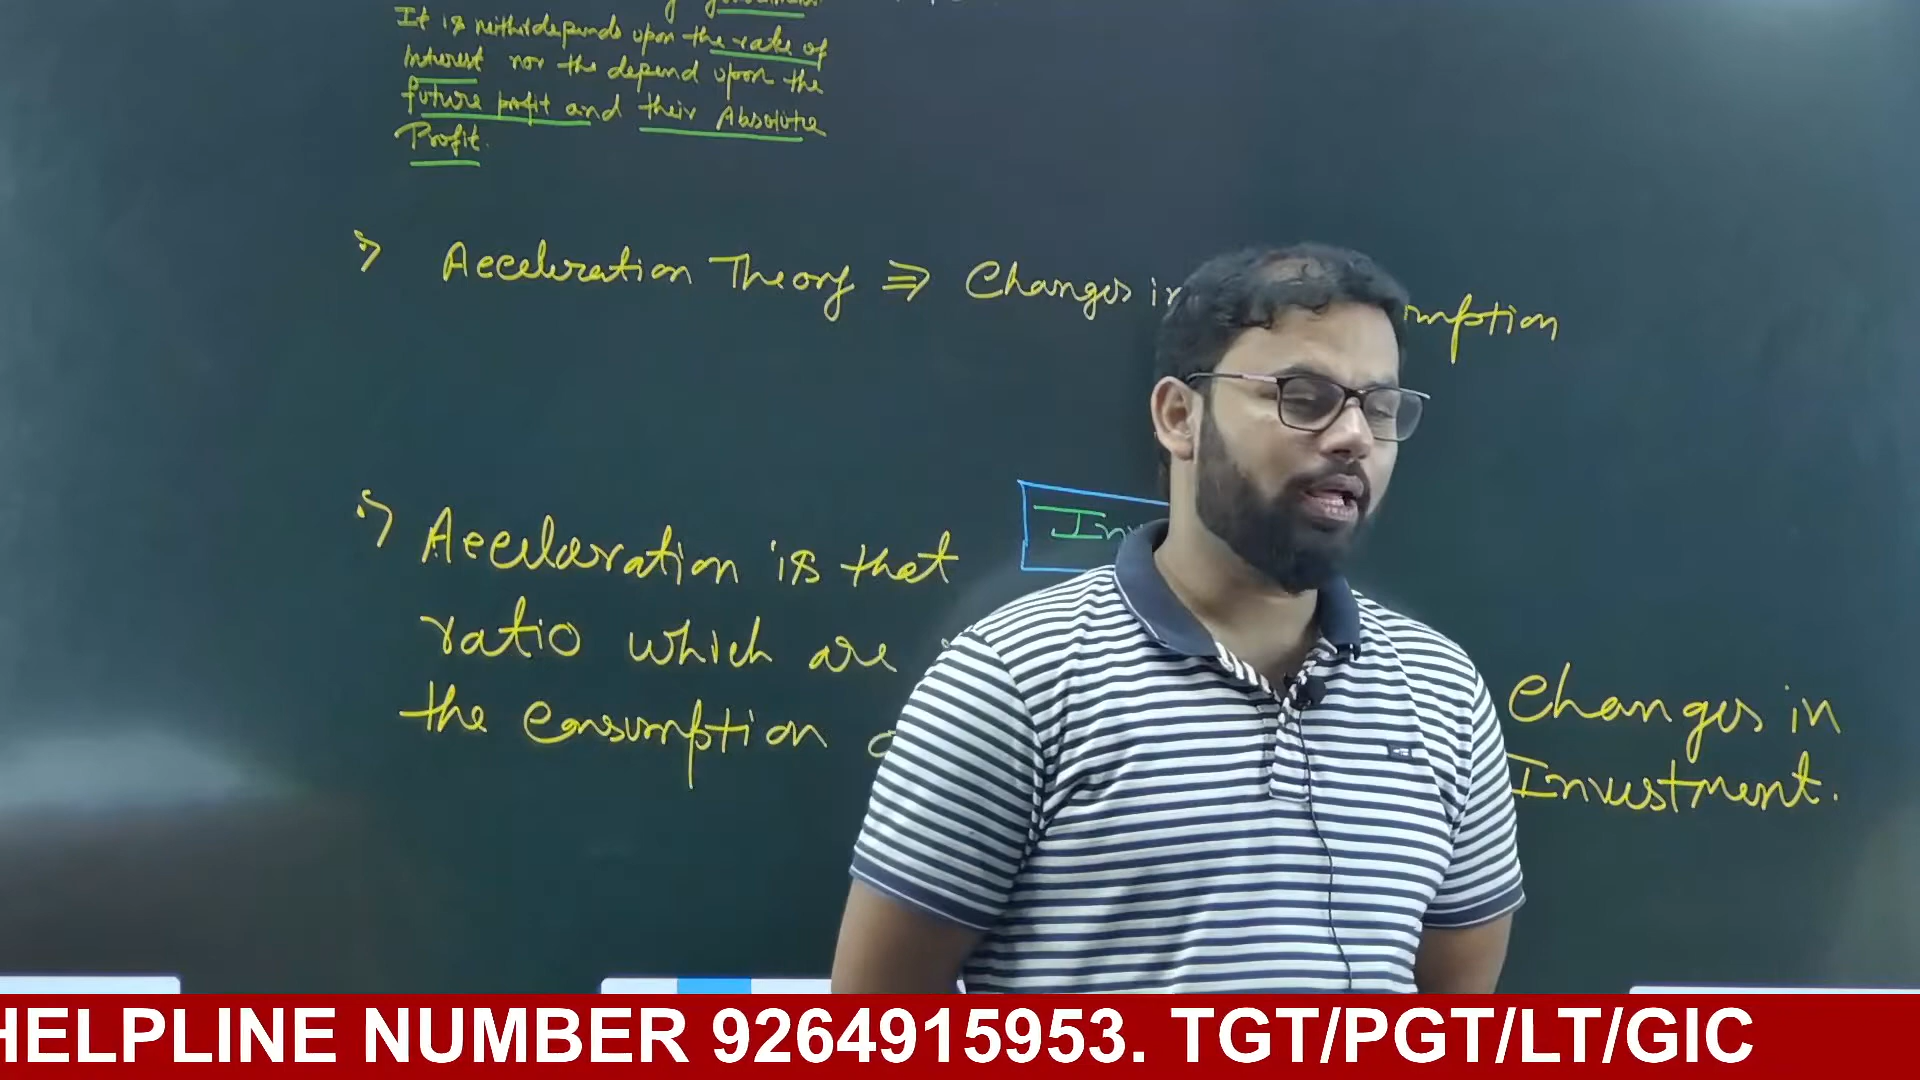 It is neither depends upon the rate of
Interest nor the depend upon the
future profit and their Absolute
Profit.
Acceleration Theory ⇒ Changes in
Acceleration is that
ratio which are
the Consumption
Changes in
Investment.
HELPLINE NUMBER 9264915953. TGT/PGT/LT/GIC